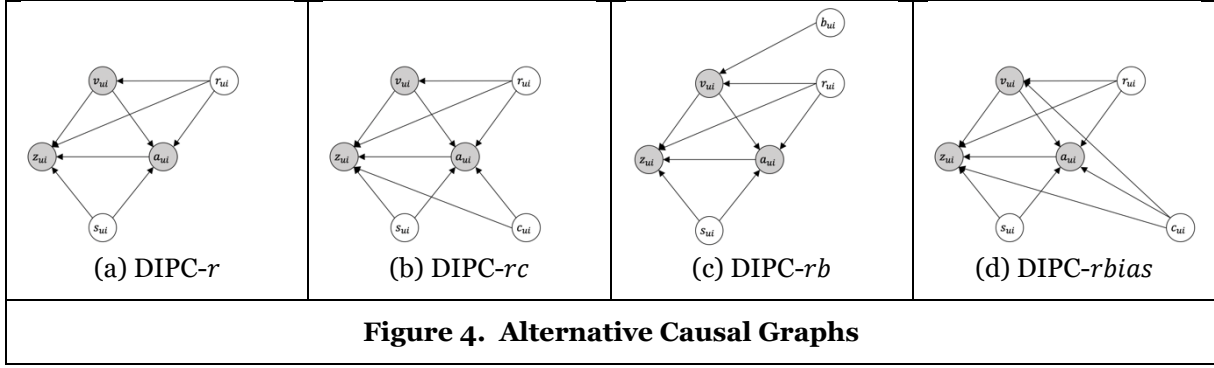 v_ui
r_ui
z_ui
a_ui
s_ui
(a) DIPC-r
v_ui
r_ui
z_ui
a_ui
s_ui
c_ui
(b) DIPC-rc
b_ui
v_ui
r_ui
z_ui
a_ui
s_ui
(c) DIPC-rb
v_ui
r_ui
z_ui
a_ui
s_ui
c_ui
(d) DIPC-rbias
Figure 4. Alternative Causal Graphs